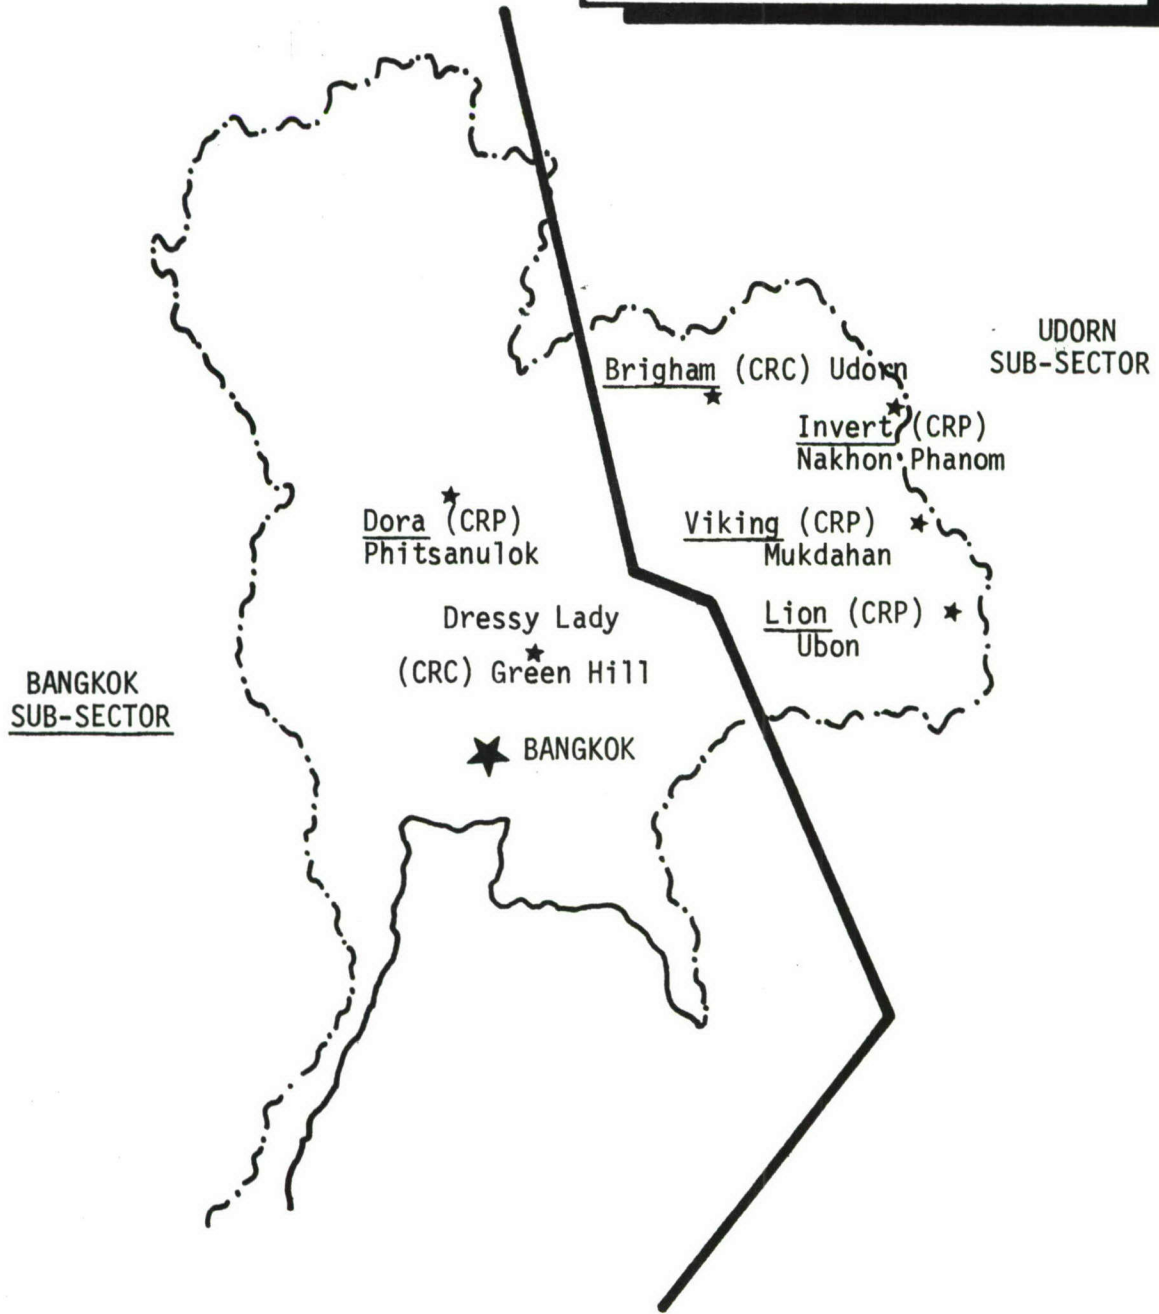 UDORN
SUB-SECTOR
Brigham (CRC) Udorn
Invert (CRP)
Nakhon Phanom
Dora (CRP)
Phitsanulok
Viking (CRP)
Mukdahan
Dressy Lady
(CRC) Green Hill
Lion (CRP)
Ubon
BANGKOK
SUB-SECTOR
BANGKOK